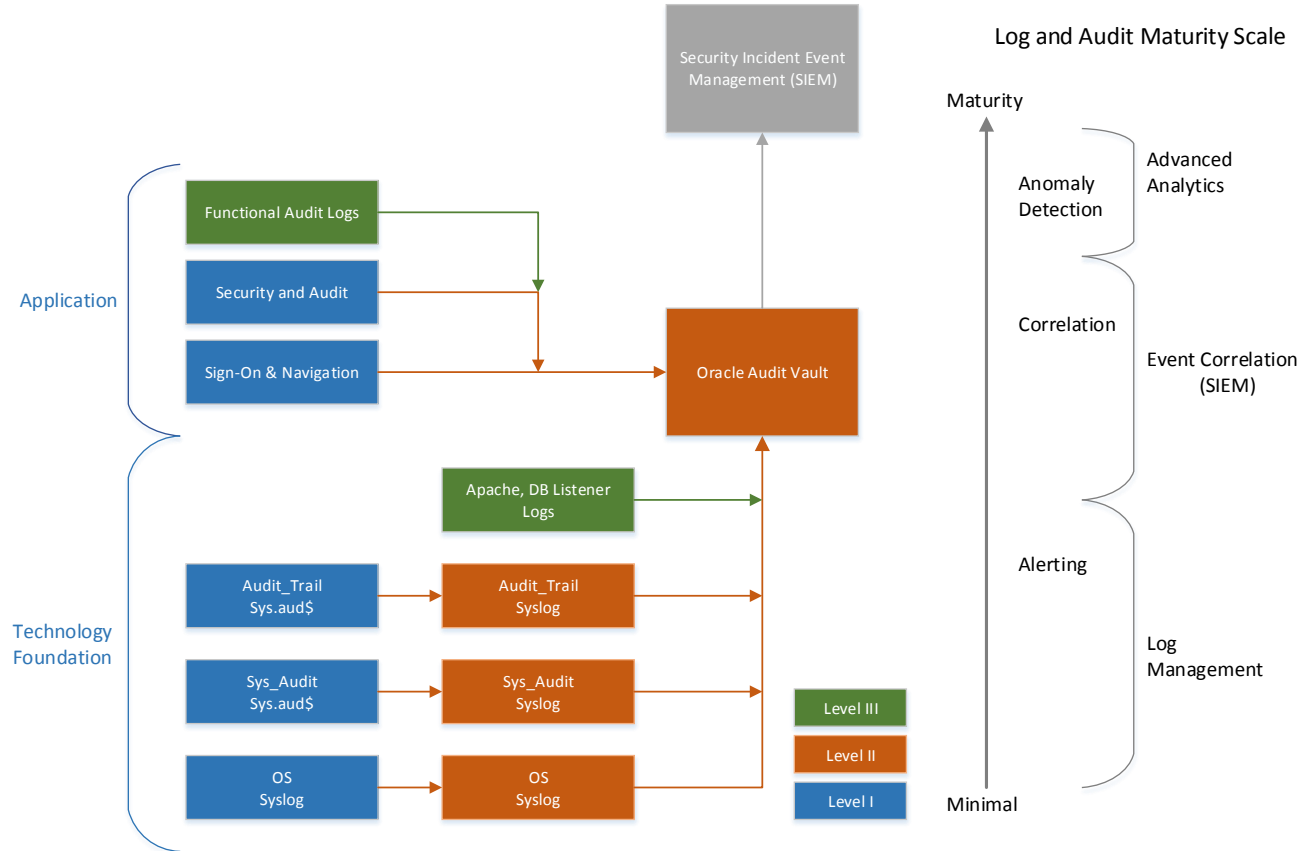 Log and Audit Maturity Scale
Security Incident Event
Management (SIEM)
Maturity
Functional Audit Logs
Security and Audit
Sign-On & Navigation
Application
Oracle Audit Vault
Anomaly
Detection
Advanced
Analytics
Correlation
Event Correlation
(SIEM)
Apache, DB Listener
Logs
Technology
Foundation
Audit_Trail
Sys.aud$
Audit_Trail
Syslog
Sys_Audit
Sys.aud$
Sys_Audit
Syslog
OS
Syslog
OS
Syslog
Alerting
Log
Management
Level III
Level II
Level I
Minimal